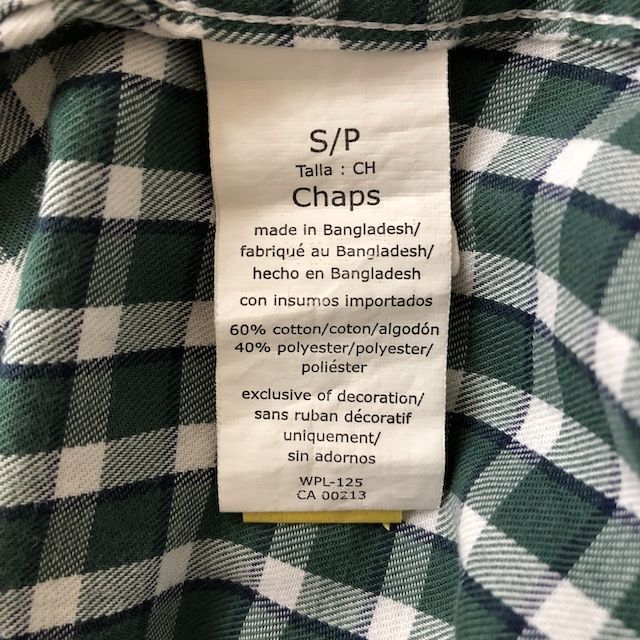 S/P
Talla : CH
Chaps
made in Bangladesh/
fabriqué au Bangladesh/
hecho en Bangladesh
con insumos importados
60% cotton/coton/algodón
40% polyester/polyester/
poliéster
exclusive of decoration/
sans ruban décoratif
uniquement/
sin adornos
WPL-125
CA 00213